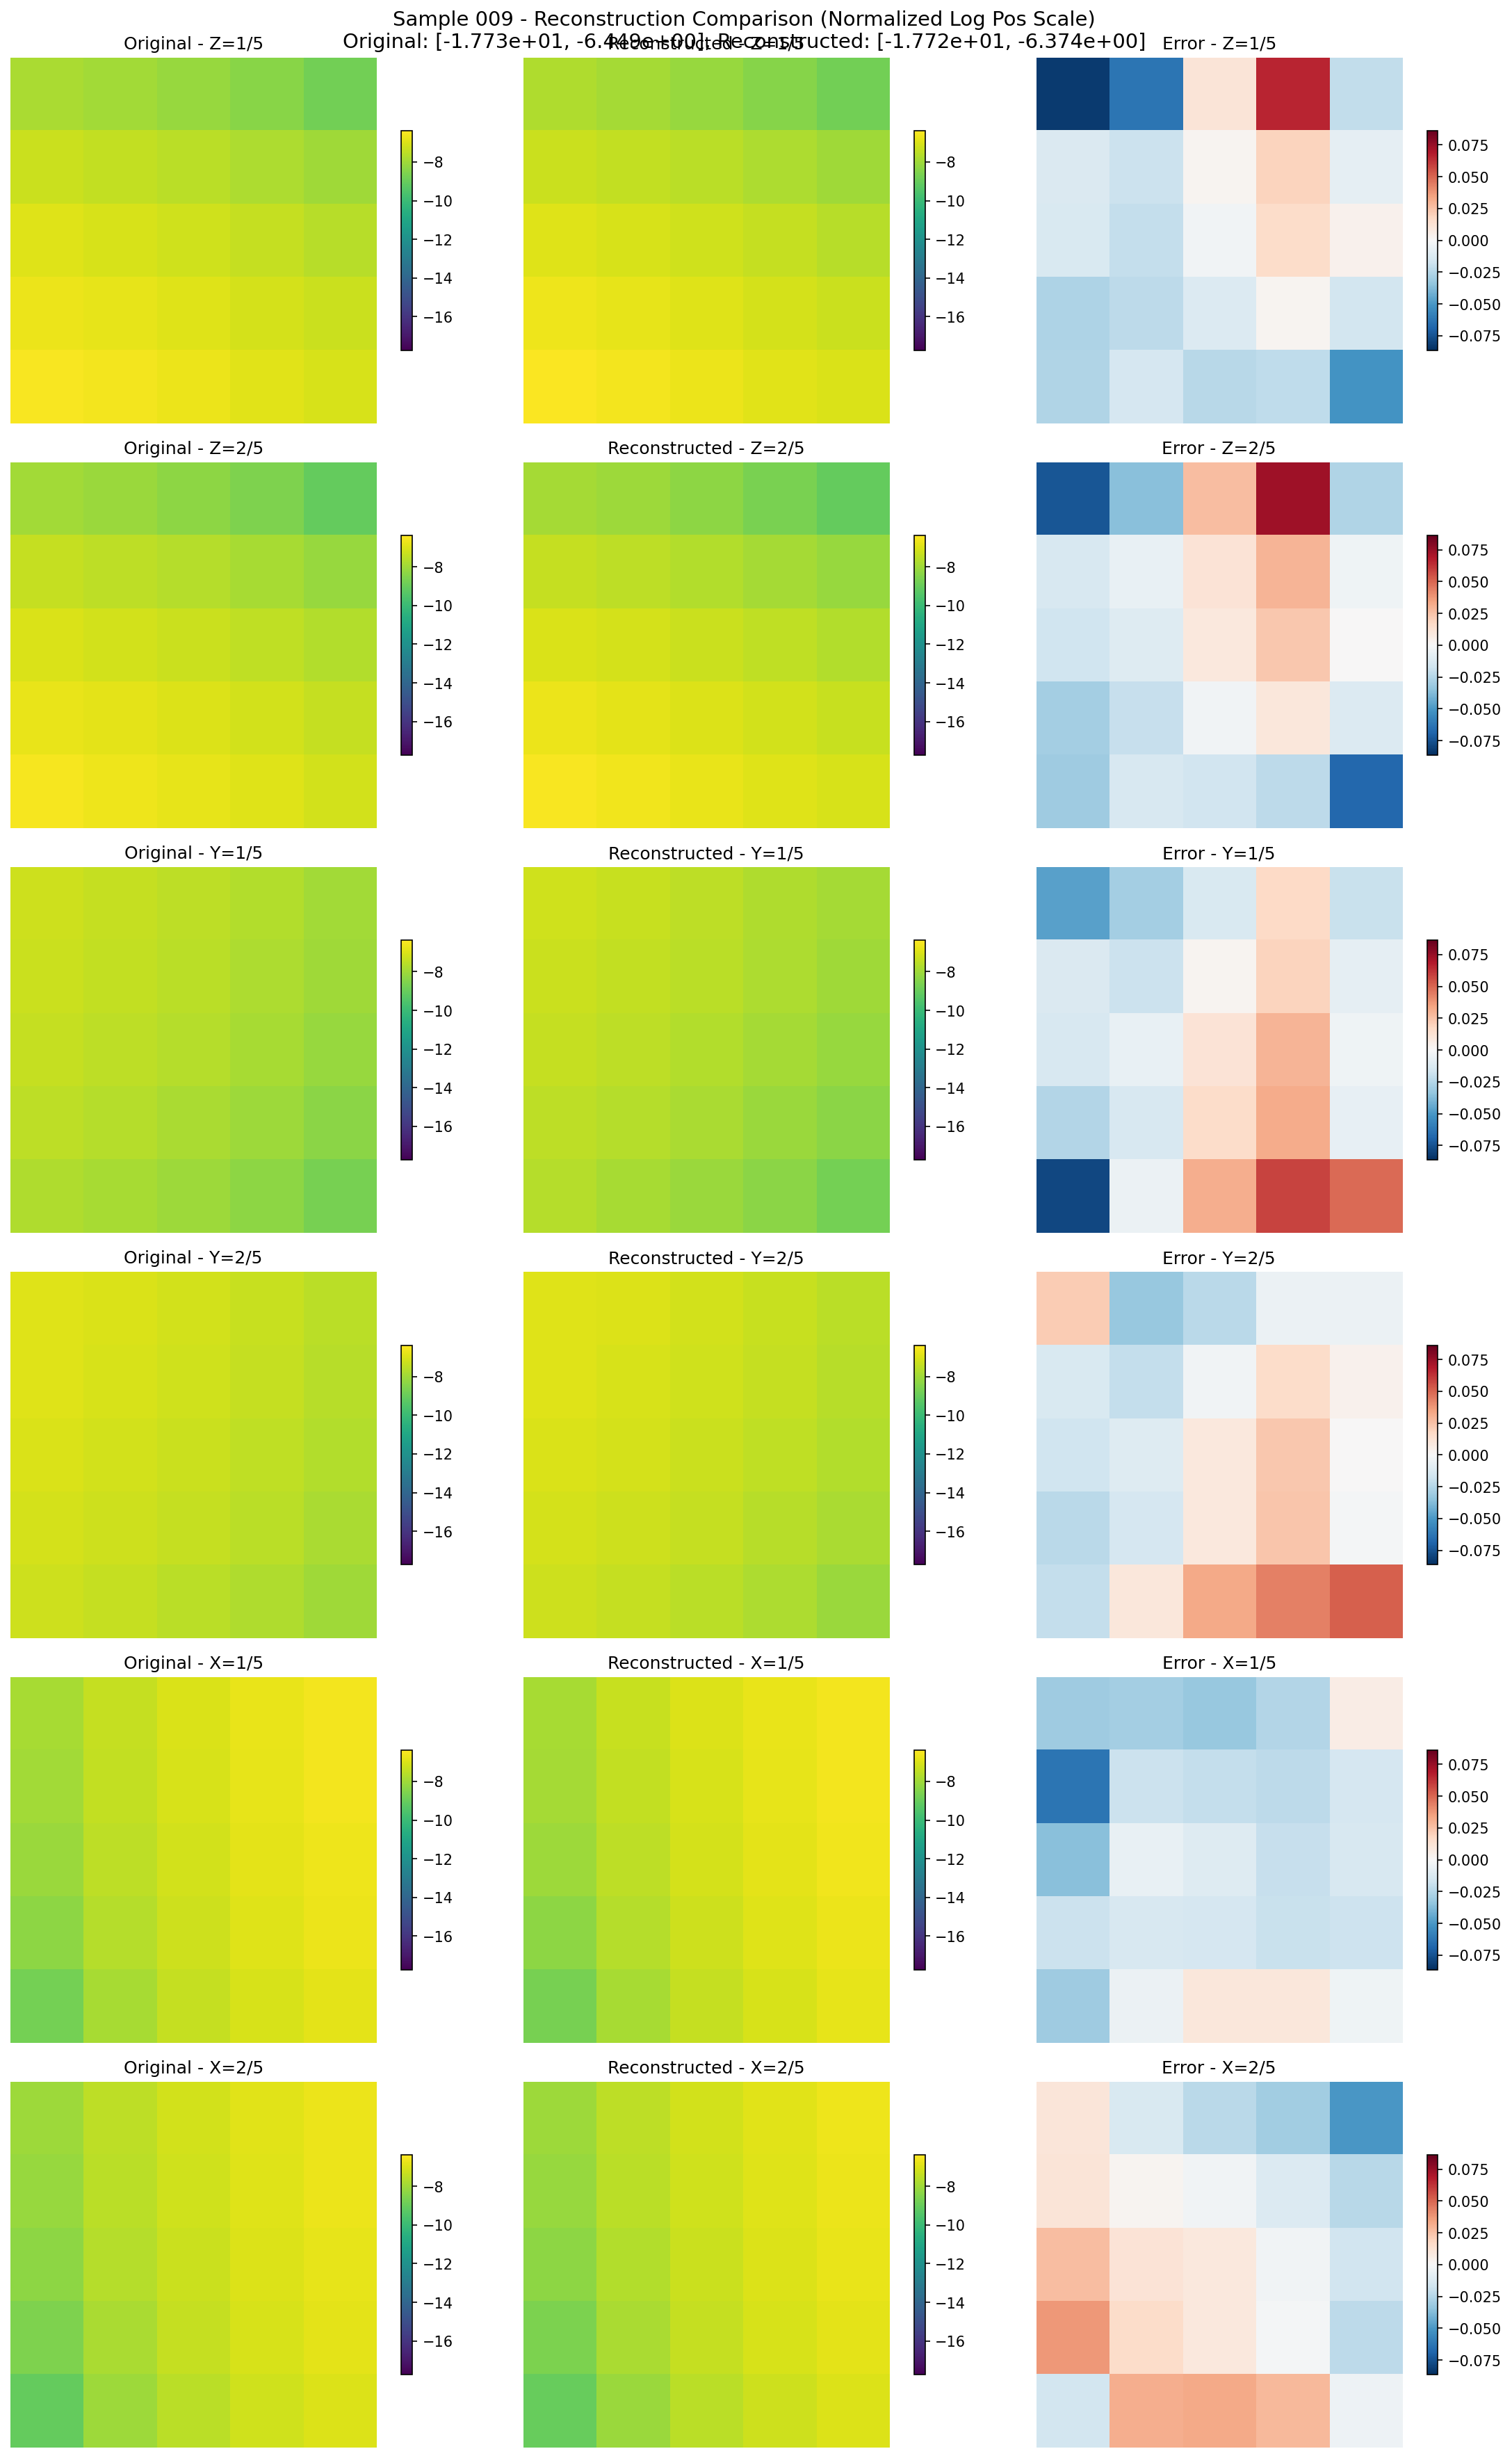 Sample 009 - Reconstruction Comparison (Normalized Log Pos Scale)
Original: [-1.773e+01, -6.449e+00], Reconstructed: [-1.772e+01, -6.374e+00]
Original - Z=1/5 Reconstructed - Z=1/5 Error - Z=1/5
−8 −8 0.075
−10 −10 0.050
−12 −12 0.025
−14 −14 0.000
−16 −16 −0.025
−0.050
−0.075
Original - Z=2/5 Reconstructed - Z=2/5 Error - Z=2/5
−8 −8 0.075
−10 −10 0.050
−12 −12 0.025
−14 −14 0.000
−16 −16 −0.025
−0.050
−0.075
Original - Y=1/5 Reconstructed - Y=1/5 Error - Y=1/5
−8 −8 0.075
−10 −10 0.050
−12 −12 0.025
−14 −14 0.000
−16 −16 −0.025
−0.050
−0.075
Original - Y=2/5 Reconstructed - Y=2/5 Error - Y=2/5
−8 −8 0.075
−10 −10 0.050
−12 −12 0.025
−14 −14 0.000
−16 −16 −0.025
−0.050
−0.075
Original - X=1/5 Reconstructed - X=1/5 Error - X=1/5
−8 −8 0.075
−10 −10 0.050
−12 −12 0.025
−14 −14 0.000
−16 −16 −0.025
−0.050
−0.075
Original - X=2/5 Reconstructed - X=2/5 Error - X=2/5
−8 −8 0.075
−10 −10 0.050
−12 −12 0.025
−14 −14 0.000
−16 −16 −0.025
−0.050
−0.075